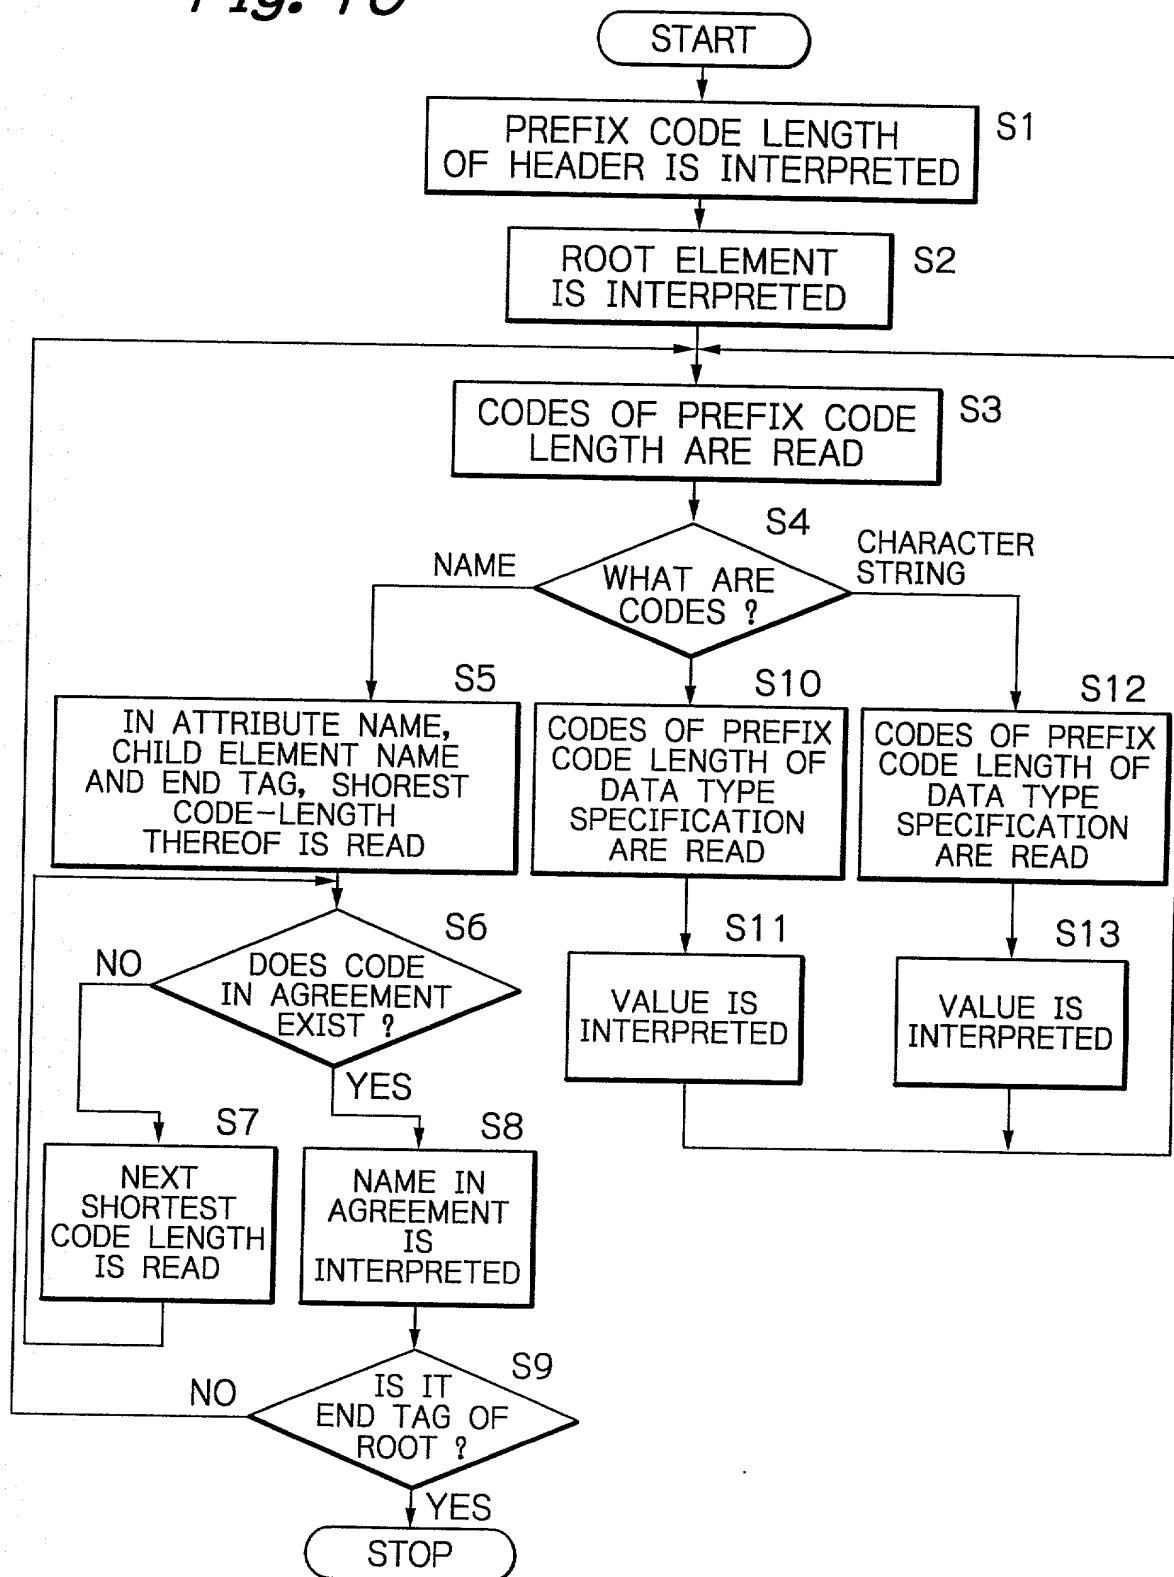 Fig. 10
START
PREFIX CODE LENGTH
OF HEADER IS INTERPRETED
S1
ROOT ELEMENT
IS INTERPRETED
S2
CODES OF PREFIX CODE
LENGTH ARE READ
S3
S4
NAME
CHARACTER
STRING
WHAT ARE
CODES ?
S5
IN ATTRIBUTE NAME,
CHILD ELEMENT NAME
AND END TAG, SHOREST
CODE-LENGTH
THEREOF IS READ
S10
CODES OF PREFIX
CODE LENGTH OF
DATA TYPE
SPECIFICATION
ARE READ
S12
CODES OF PREFIX
CODE LENGTH OF
DATA TYPE
SPECIFICATION
ARE READ
S6
NO
DOES CODE
IN AGREEMENT
EXIST ?
YES
S11
VALUE IS
INTERPRETED
S13
VALUE IS
INTERPRETED
S7
NEXT
SHORTEST
CODE LENGTH
IS READ
S8
NAME IN
AGREEMENT
IS
INTERPRETED
S9
NO
IS IT
END TAG OF
ROOT ?
YES
STOP